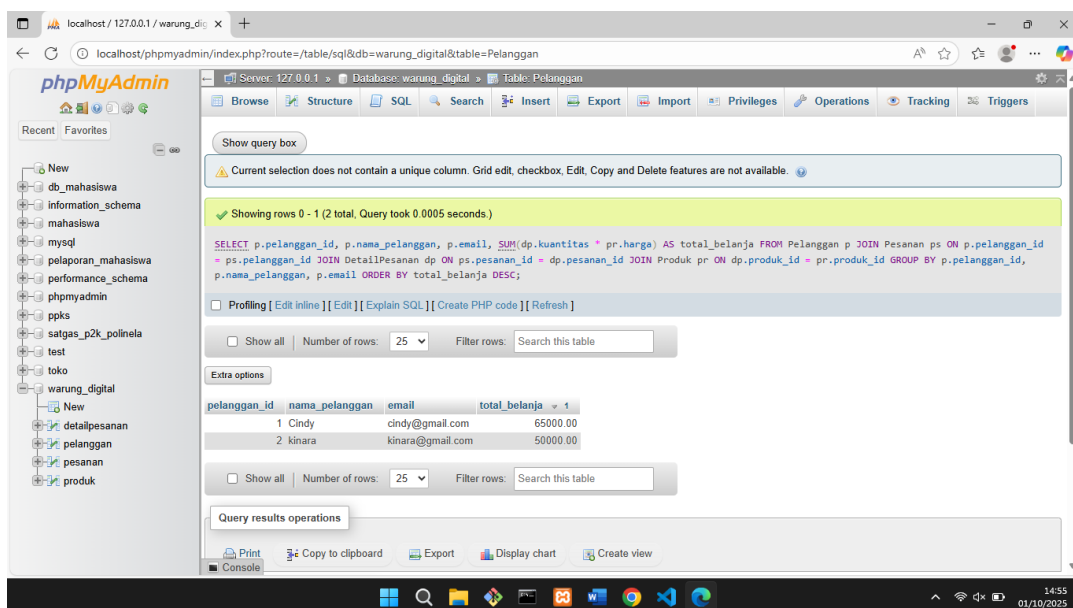 localhost / 127.0.0.1 / warung_dig
localhost/phpmyadmin/index.php?route=/table/sql&db=warung_digital&table=Pelanggan
phpMyAdmin
Recent Favorites
New
db_mahasiswa
information_schema
mahasiswa
mysql
pelaporan_mahasiswa
performance_schema
phpmyadmin
ppks
satgas_p2k_polinela
test
toko
warung_digital
New
detailpesanan
pelanggan
pesanan
produk
Server: 127.0.0.1 » Database: warung_digital » Table: Pelanggan
Browse Structure SQL Search Insert Export Import Privileges Operations Tracking Triggers
Show query box
Current selection does not contain a unique column. Grid edit, checkbox, Edit, Copy and Delete features are not available.
Showing rows 0 - 1 (2 total, Query took 0.0005 seconds.)
SELECT p.pelanggan_id, p.nama_pelanggan, p.email, SUM(dp.kuantitas * pr.harga) AS total_belanja FROM Pelanggan p JOIN Pesanan ps ON p.pelanggan_id
= ps.pelanggan_id JOIN DetailPesanan dp ON ps.pesanan_id = dp.pesanan_id JOIN Produk pr ON dp.produk_id = pr.produk_id GROUP BY p.pelanggan_id,
p.nama_pelanggan, p.email ORDER BY total_belanja DESC;
Profiling [ Edit inline ] [ Edit ] [ Explain SQL ] [ Create PHP code ] [ Refresh ]
Show all | Number of rows: 25 Filter rows: Search this table
Extra options
pelanggan_id nama_pelanggan email total_belanja 1
1 Cindy cindy@gmail.com 65000.00
2 kinara kinara@gmail.com 50000.00
Show all | Number of rows: 25 Filter rows: Search this table
Query results operations
Print Copy to clipboard Export Display chart Create view
Console
14:55
01/10/2025